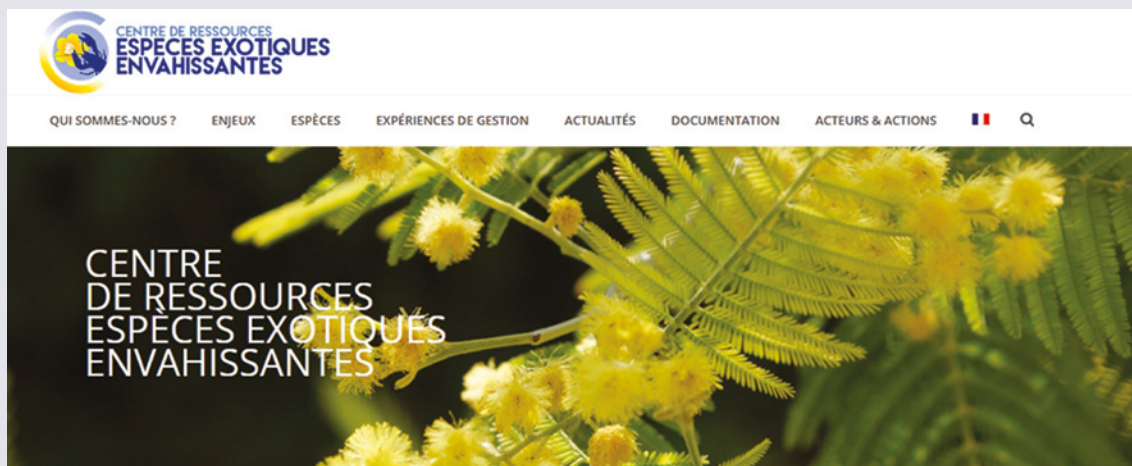 CENTRE DE RESSOURCES
ESPÈCES EXOTIQUES
ENVAHISSANTES
QUI SOMMES-NOUS ? ENJEUX ESPÈCES EXPÉRIENCES DE GESTION ACTUALITÉS DOCUMENTATION ACTEURS & ACTIONS
CENTRE
DE RESSOURCES
ESPÈCES EXOTIQUES
ENVAHISSANTES